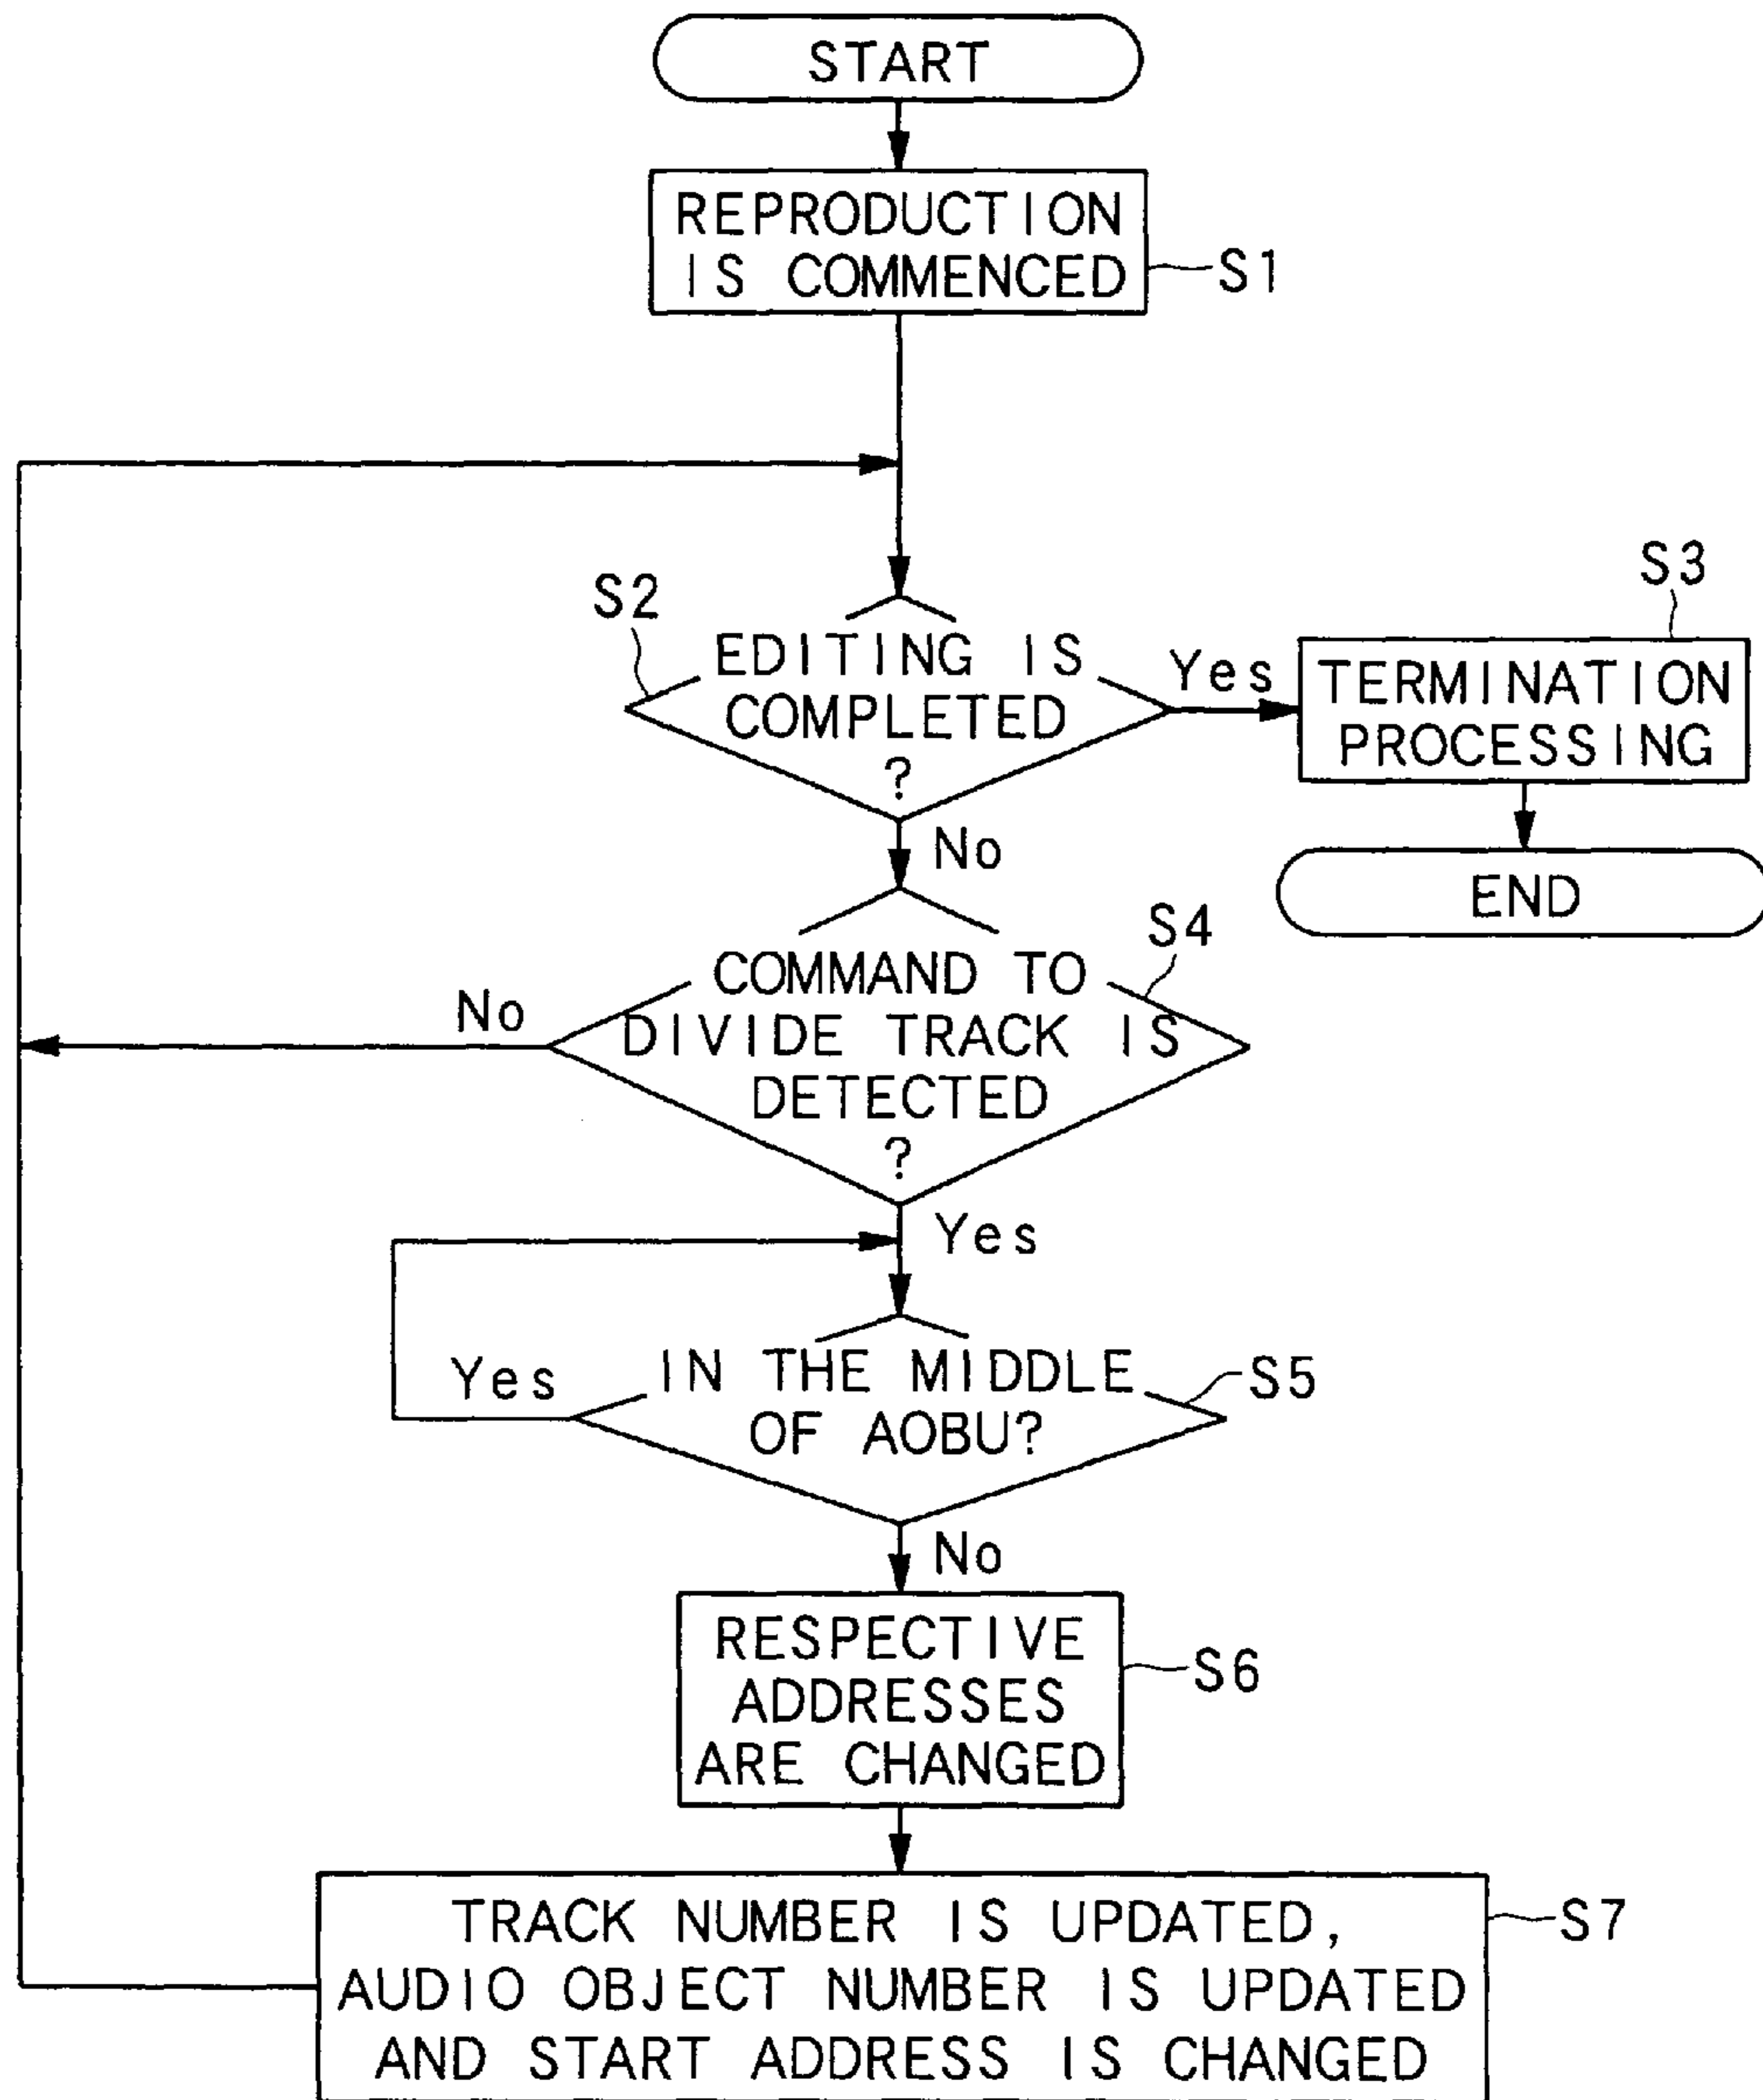 START
REPRODUCTION
IS COMMENCED
S1
S2
EDITING IS
COMPLETED
?
Yes
S3
TERMINATION
PROCESSING
END
No
S4
COMMAND TO
DIVIDE TRACK IS
DETECTED
?
No
Yes
IN THE MIDDLE
OF AOBU?
S5
Yes
No
RESPECTIVE
ADDRESSES
ARE CHANGED
S6
TRACK NUMBER IS UPDATED,
AUDIO OBJECT NUMBER IS UPDATED
AND START ADDRESS IS CHANGED
S7